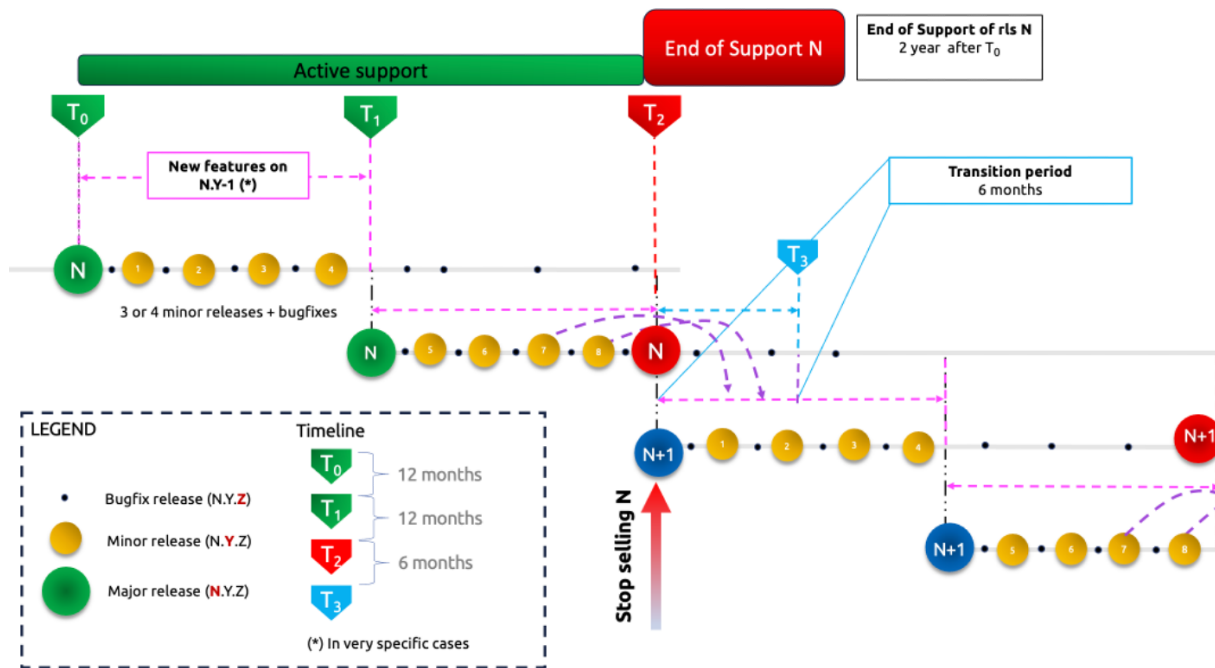 End of Support N
End of Support of rls N
2 year after T0
Active support
T0
T1
T2
New features on
N.Y-1 (*)
Transition period
6 months
T3
N
1
2
3
4
3 or 4 minor releases + bugfixes
N
5
6
7
8
N
LEGEND
Timeline
T0
12 months
T1
12 months
T2
6 months
T3
Bugfix release (N.Y.Z)
Minor release (N.Y.Z)
Major release (N.Y.Z)
(*) In very specific cases
N+1
1
2
3
4
N+1
Stop selling N
N+1
5
6
7
8